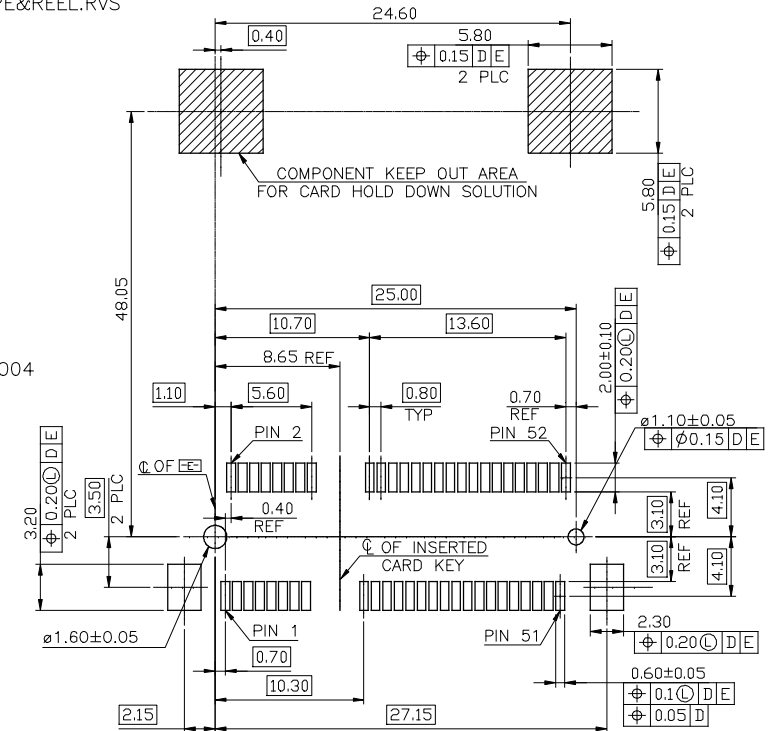 PE&REEL.RVS
24.60
0.40
5.80
⌖ 0.15 D E
2 PLC
COMPONENT KEEP OUT AREA
FOR CARD HOLD DOWN SOLUTION
5.80
⌖ 0.15 D E
2 PLC
48.05
25.00
10.70
13.60
8.65 REF
2.00±0.10
⌖ 0.20Ⓛ D E
004
1.10
5.60
0.80
TYP
0.70
REF
ø1.10±0.05
⌖ Ø0.15 D E
PIN 2
PIN 52
℄ OF -E-
3.20
⌖ 0.20Ⓛ D E
2 PLC
3.50
2 PLC
0.40
REF
3.10
REF
4.10
℄ OF INSERTED
CARD KEY
3.10
REF
4.10
ø1.60±0.05
PIN 1
PIN 51
2.30
⌖ 0.20Ⓛ D E
0.70
0.60±0.05
⌖ 0.1Ⓛ D E
⌖ 0.05 D
10.30
2.15
27.15